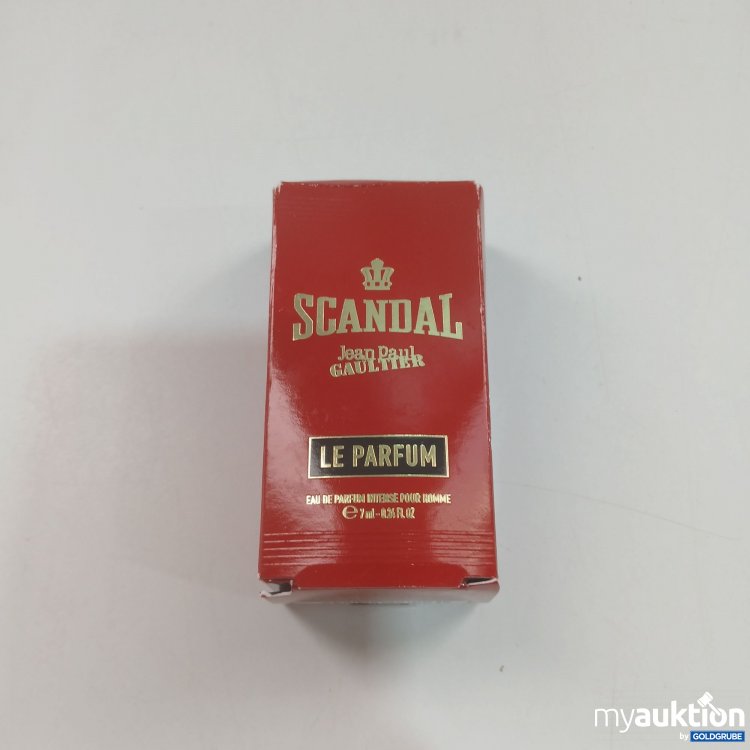 SCANDAL
Jean Paul
GAULTIER
LE PARFUM
EAU DE PARFUM INTENSE POUR HOMME
℮ 7 ml - 0.24 FL. OZ
myauktion
by GOLDGRUBE